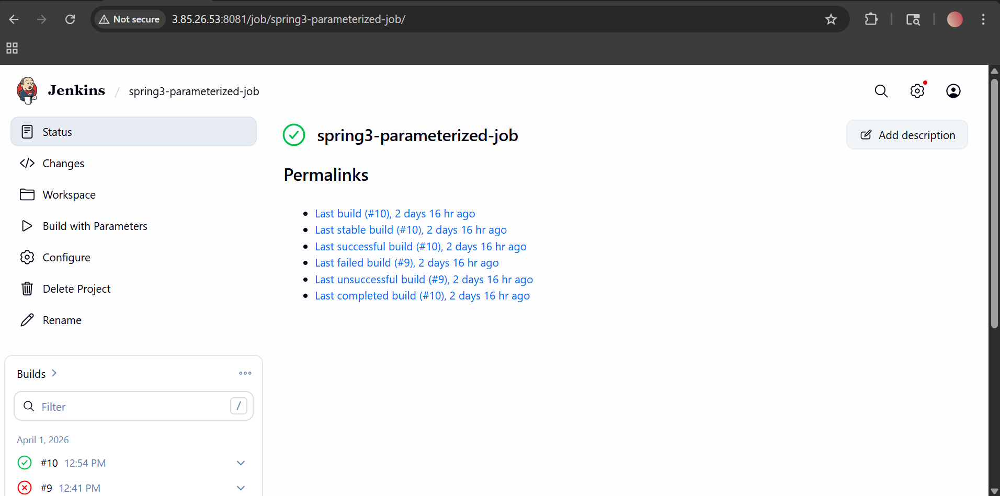 Not secure 3.85.26.53:8081/job/spring3-parameterized-job/
Jenkins / spring3-parameterized-job
Status
Changes
Workspace
Build with Parameters
Configure
Delete Project
Rename
Builds
Filter /
April 1, 2026
#10 12:54 PM
#9 12:41 PM
spring3-parameterized-job
Add description
Permalinks
Last build (#10), 2 days 16 hr ago
Last stable build (#10), 2 days 16 hr ago
Last successful build (#10), 2 days 16 hr ago
Last failed build (#9), 2 days 16 hr ago
Last unsuccessful build (#9), 2 days 16 hr ago
Last completed build (#10), 2 days 16 hr ago